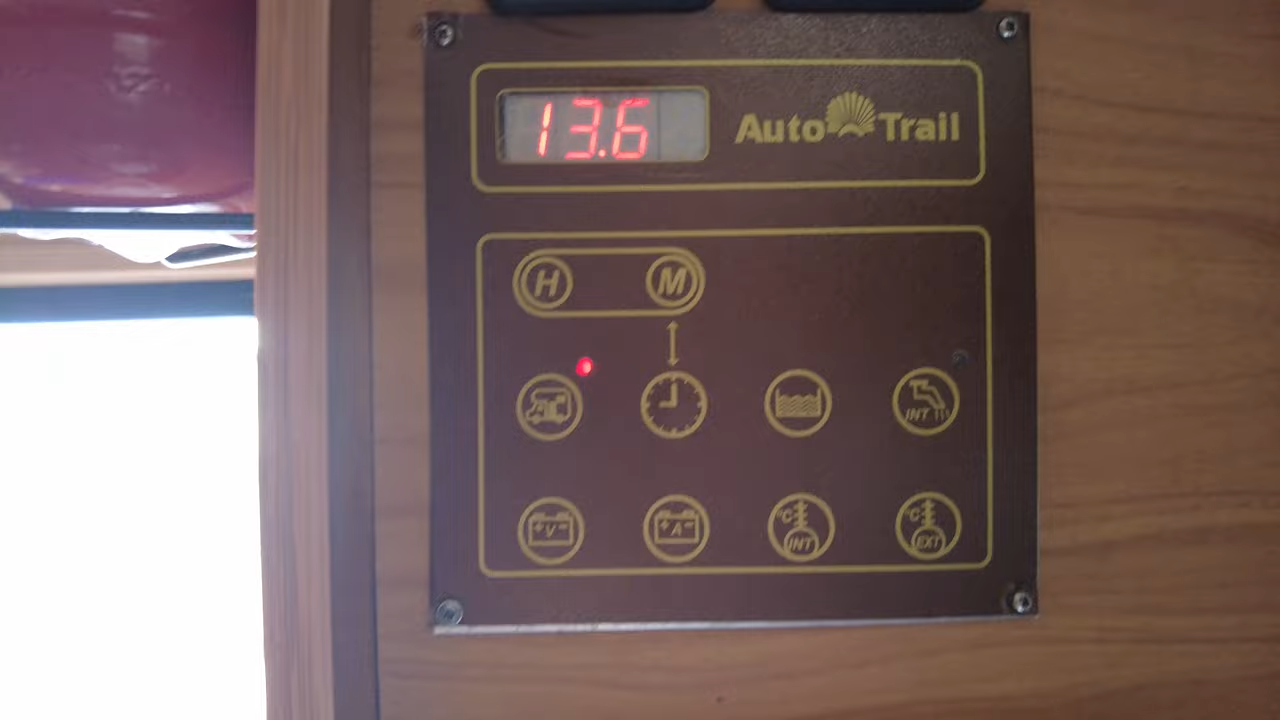 13.6
Auto Trail
H M
INT
+ V - + A - °C INT °C EXT